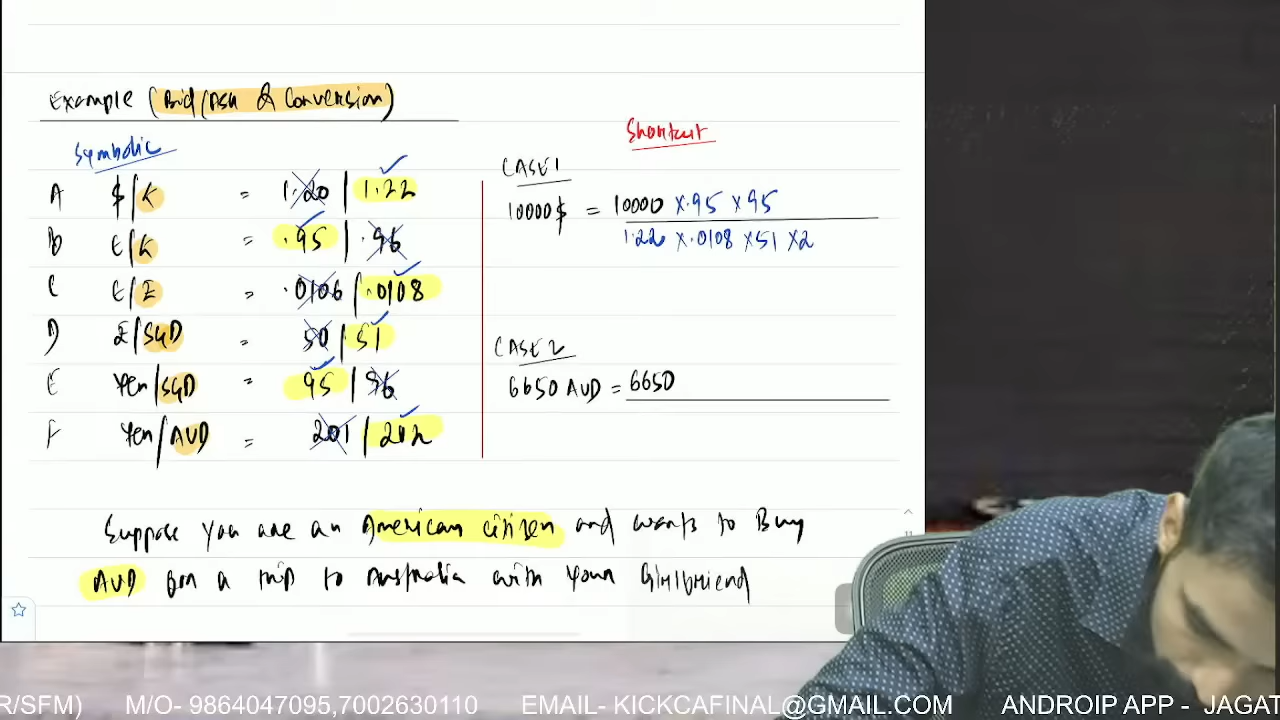 Example (Bid/Ask & Conversion)
Symbolic
Shortcut
A $/K = 1.20 | 1.22
B £/K = .95 | .96
C £/I = .0106 | .0108
D I/SGD = 50 | 51
E Yen/SGD = 95 | 96
F Yen/AUD = 201 | 202
CASE 1
10000$ = 10000 x .95 x 95
1.22 x .0108 x 51 x 2
CASE 2
6650 AUD = 6650
Suppose you are an American citizen and wants to Buy
AUD for a trip to Australia with your Girlfriend
R/SFM) M/O- 9864047095,7002630110 EMAIL- KICKCAFINAL@GMAIL.COM ANDROIP APP - JAGAT